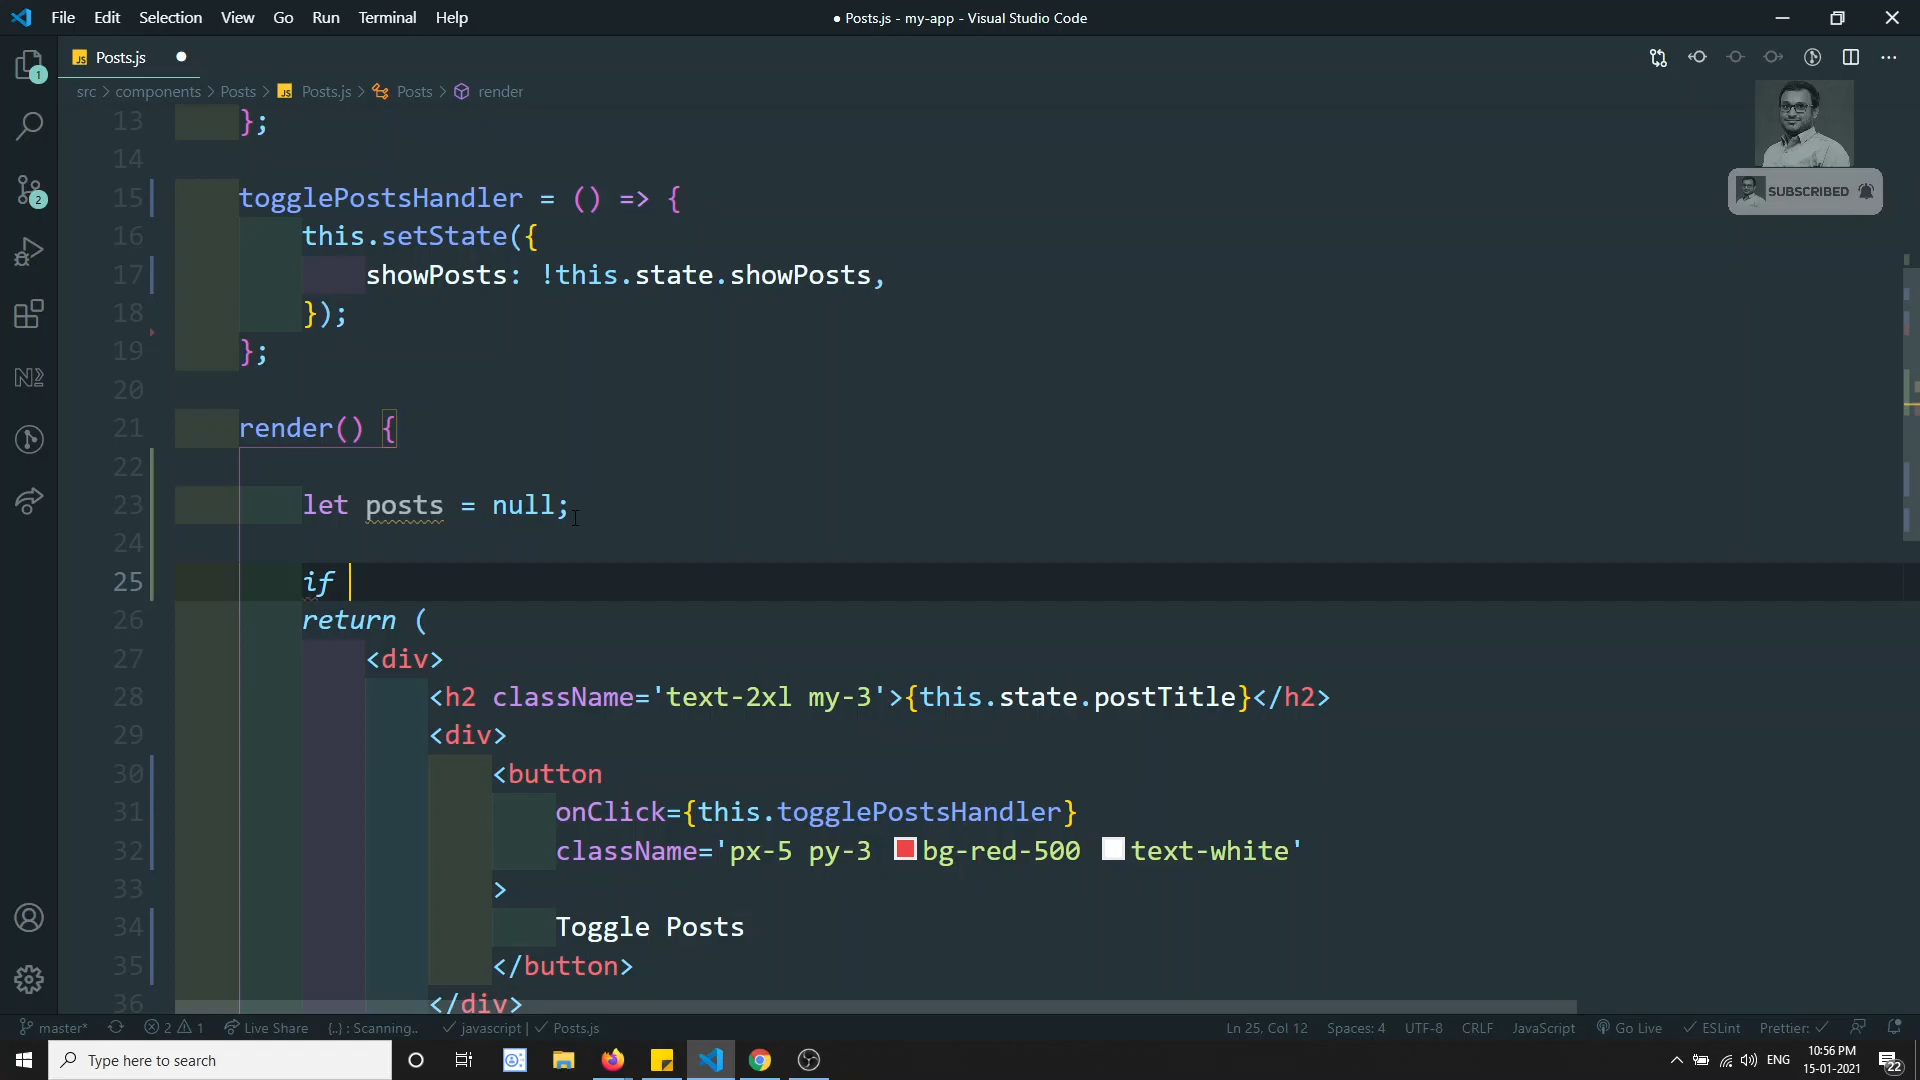 File Edit Selection View Go Run Terminal Help
● Posts.js - my-app - Visual Studio Code
JS Posts.js ●
src > components > Posts > JS Posts.js > Posts > render
13 };
14
15 togglePostsHandler = () => {
16 this.setState({
17 showPosts: !this.state.showPosts,
18 });
19 };
20
21 render() {
22
23 let posts = null;
24
25 if
26 return (
27 <div>
28 <h2 className='text-2xl my-3'>{this.state.postTitle}</h2>
29 <div>
30 <button
31 onClick={this.togglePostsHandler}
32 className='px-5 py-3 bg-red-500 text-white'
33 >
34 Toggle Posts
35 </button>
36 </div>
SUBSCRIBED
1
2
master* 2 1 Live Share {..} : Scanning.. ✓ javascript | ✓ Posts.js
Ln 25, Col 12 Spaces: 4 UTF-8 CRLF JavaScript Go Live ✓ ESLint Prettier: ✓
Type here to search
ENG
10:56 PM
15-01-2021
22